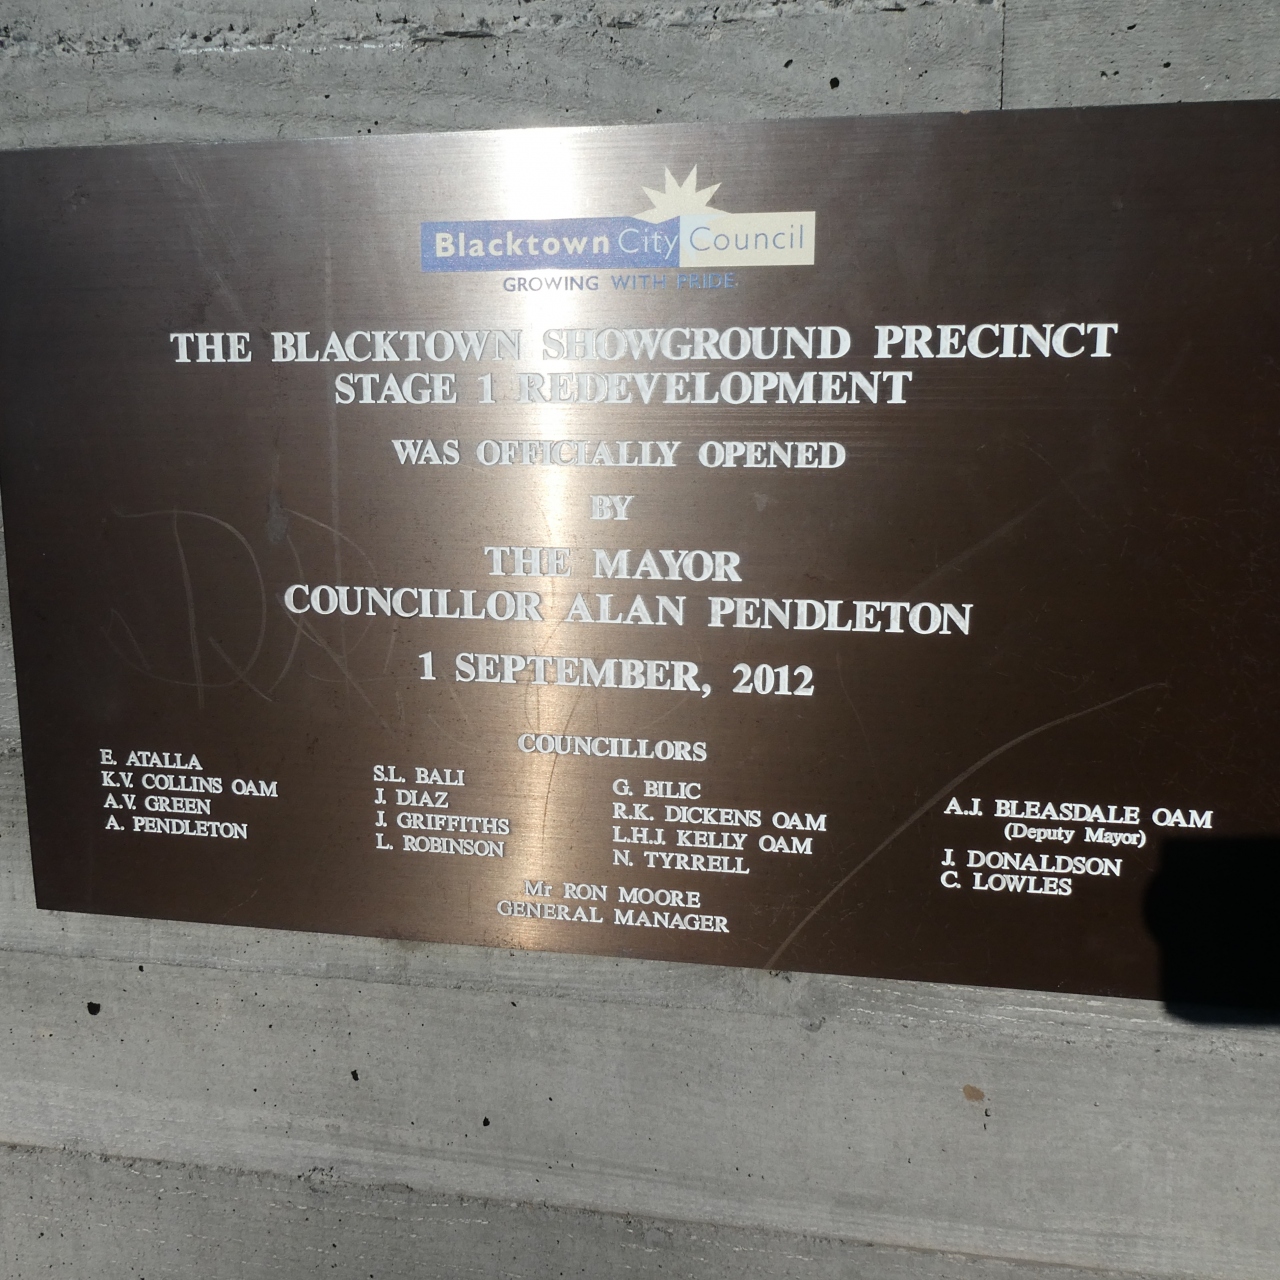 Blacktown City Council
GROWING WITH PRIDE
THE BLACKTOWN SHOWGROUND PRECINCT
STAGE 1 REDEVELOPMENT
WAS OFFICIALLY OPENED
BY
THE MAYOR
COUNCILLOR ALAN PENDLETON
1 SEPTEMBER, 2012
COUNCILLORS
E. ATALLA
K.V. COLLINS OAM
A.V. GREEN
A. PENDLETON
S.L. BALI
J. DIAZ
J. GRIFFITHS
L. ROBINSON
G. BILIC
R.K. DICKENS OAM
L.H.J. KELLY OAM
N. TYRRELL
A.J. BLEASDALE OAM
(Deputy Mayor)
J. DONALDSON
C. LOWLES
Mr RON MOORE
GENERAL MANAGER